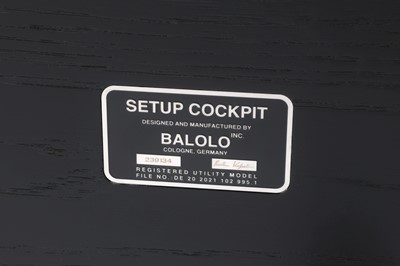 SETUP COCKPIT
DESIGNED AND MANUFACTURED BY
BALOLO INC.
COLOGNE, GERMANY
239134
REGISTERED UTILITY MODEL
FILE NO.: DE 20 2021 102 995.1